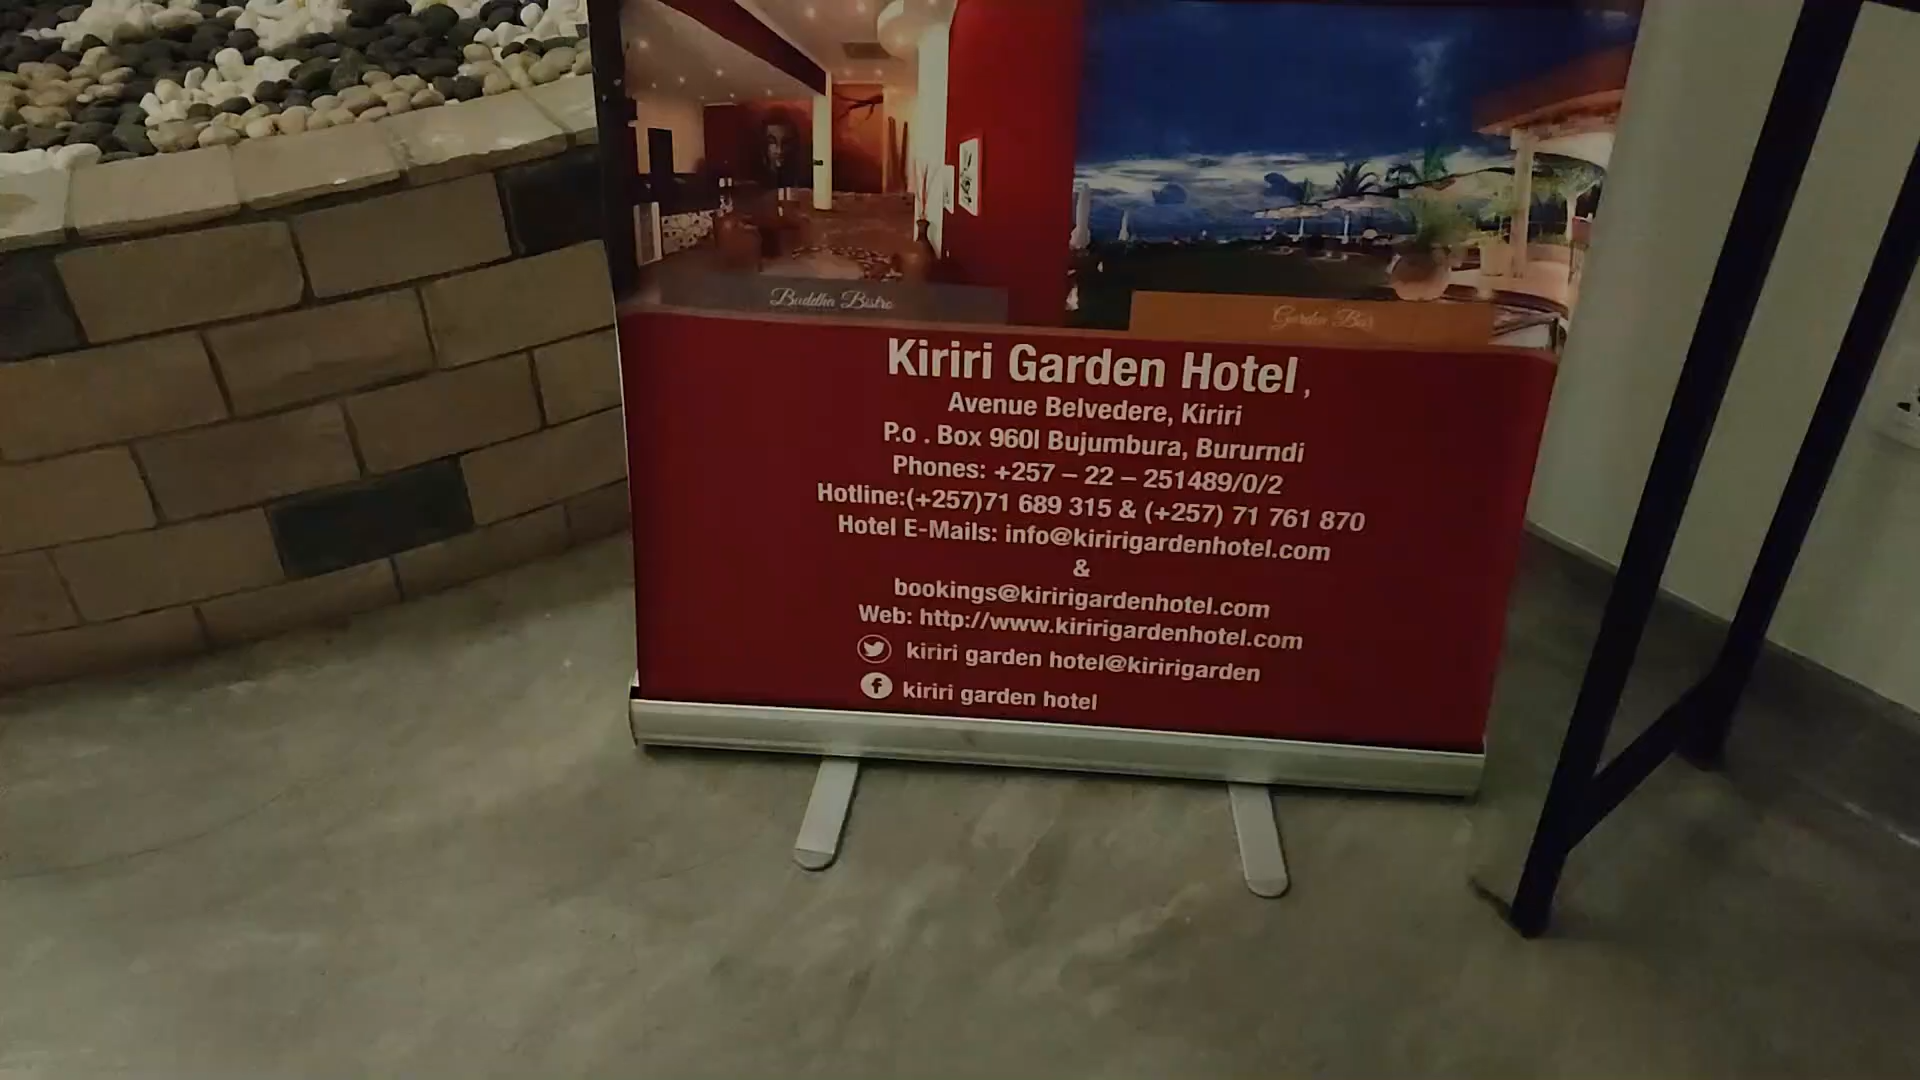 Buddha Bistro
Garden Bar
Kiriri Garden Hotel,
Avenue Belvedere, Kiriri
P.o . Box 960l Bujumbura, Bururndi
Phones: +257 – 22 – 251489/0/2
Hotline:(+257)71 689 315 & (+257) 71 761 870
Hotel E-Mails: info@kiririgardenhotel.com
&
bookings@kiririgardenhotel.com
Web: http://www.kiririgardenhotel.com
kiriri garden hotel@kiririgarden
kiriri garden hotel